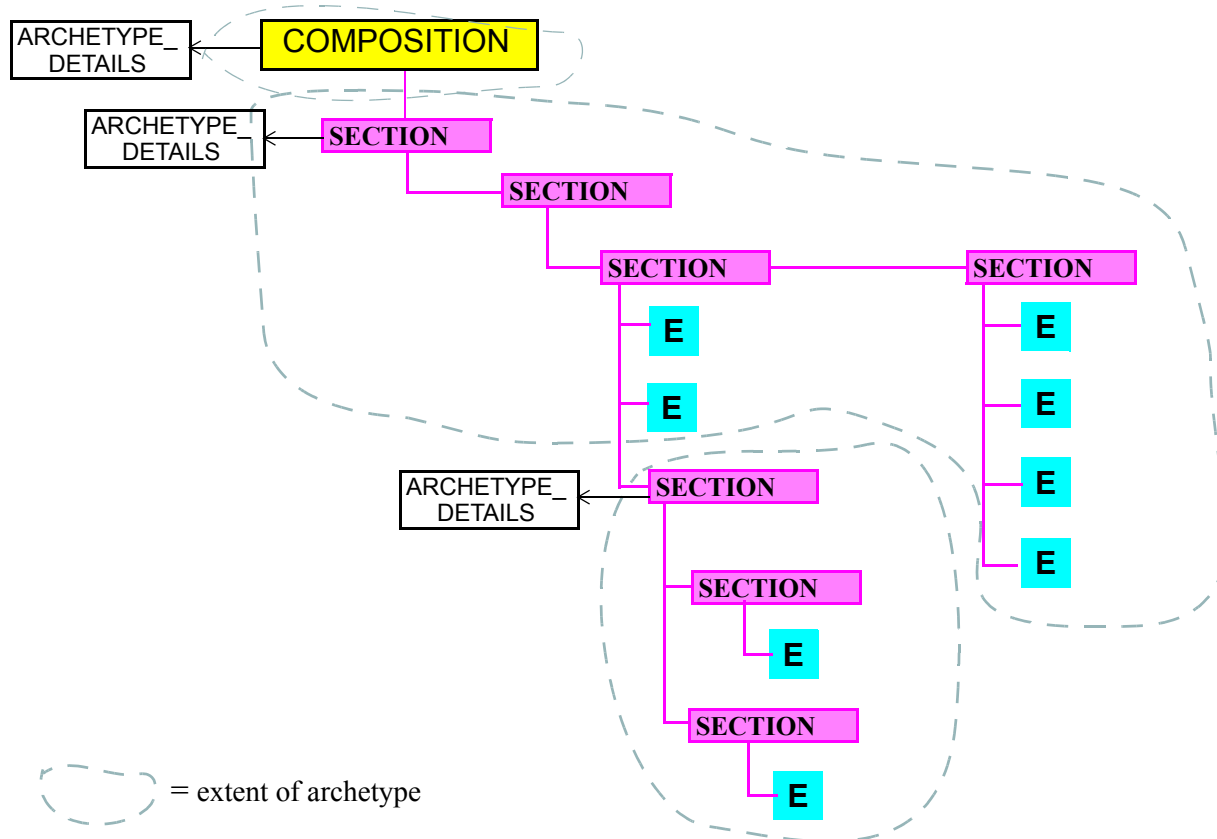 ARCHETYPE_
DETAILS
COMPOSITION
ARCHETYPE_
DETAILS
SECTION
SECTION
SECTION
SECTION
E
E
E
E
ARCHETYPE_
DETAILS
SECTION
E
E
SECTION
E
SECTION
E
= extent of archetype